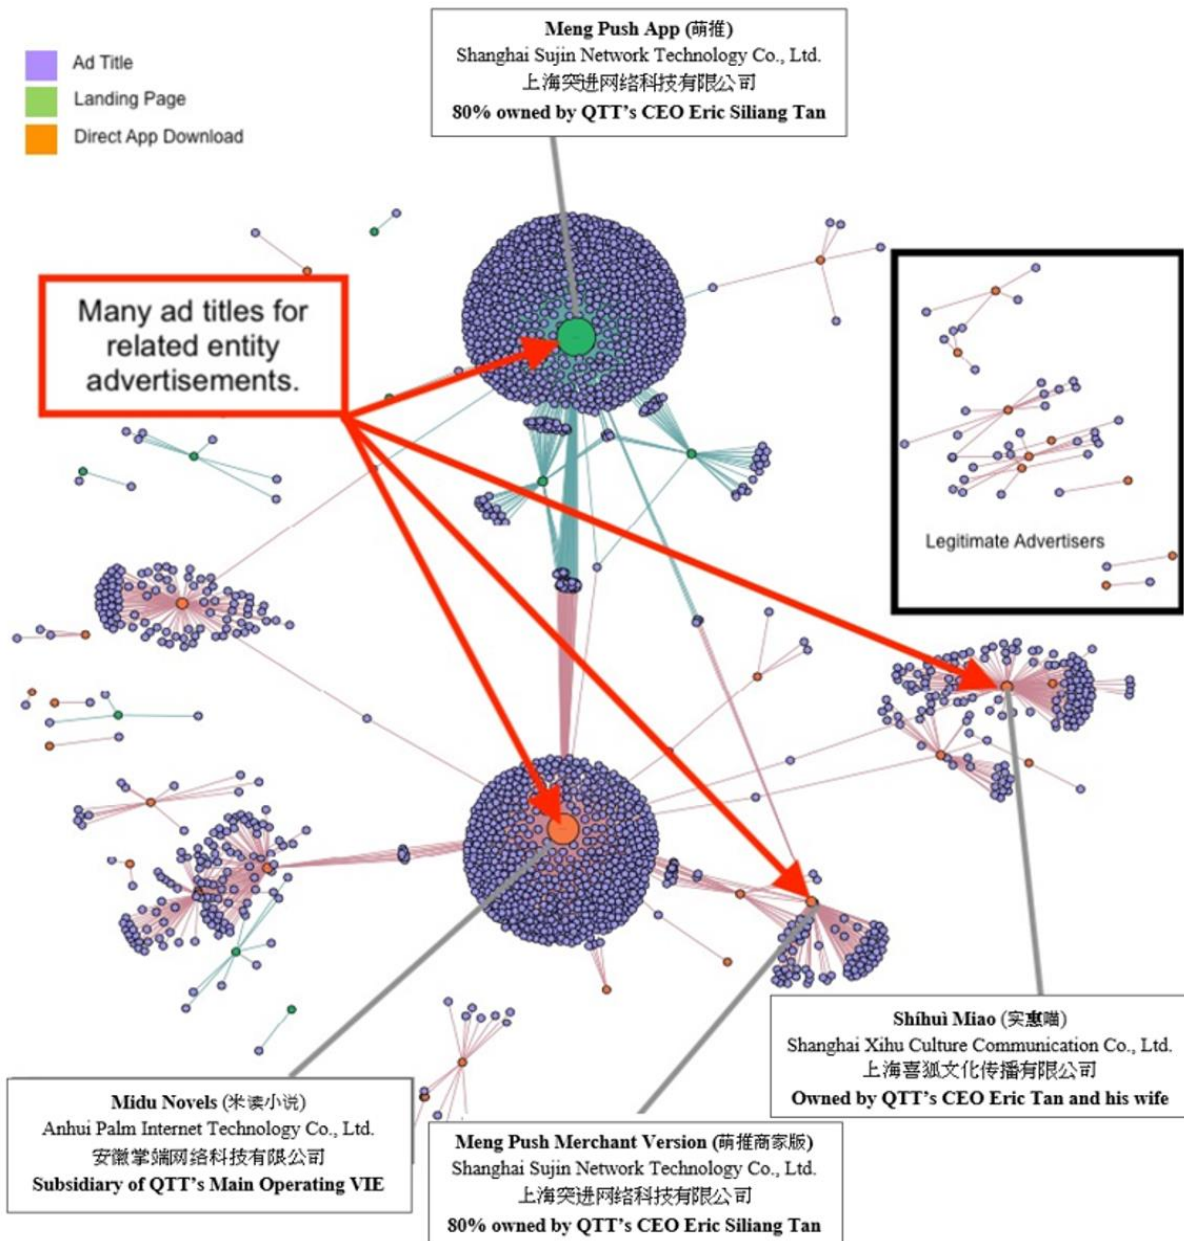 Meng Push App (萌推)
Shanghai Sujin Network Technology Co., Ltd.
上海突进网络科技有限公司
80% owned by QTT’s CEO Eric Siliang Tan
Ad Title
Landing Page
Direct App Download
Many ad titles for
related entity
advertisements.
Legitimate Advertisers
Shíhuì Miao (实惠喵)
Shanghai Xihu Culture Communication Co., Ltd.
上海喜狐文化传播有限公司
Owned by QTT’s CEO Eric Tan and his wife
Midu Novels (米读小说)
Anhui Palm Internet Technology Co., Ltd.
安徽掌端网络科技有限公司
Subsidiary of QTT’s Main Operating VIE
Meng Push Merchant Version (萌推商家版)
Shanghai Sujin Network Technology Co., Ltd.
上海突进网络科技有限公司
80% owned by QTT’s CEO Eric Siliang Tan